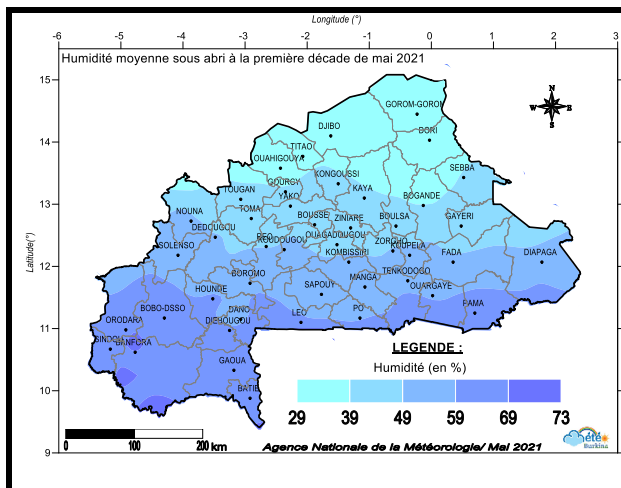 Longitude (°)
-6 -5 -4 -3 -2 -1 0 1 2 3
Humidité moyenne sous abri à la première décade de mai 2021
15
14
13
12
11
10
9
Latitude(°)
N
W E
S
GOROM-GOROM
DJIBO
DORI
TITAO
OUAHIGOUYA
KONGOUSSI
SEBBA
TOUGAN
GOURCY
KAYA
YAKO
BOGANDE
NOUNA
TOMA
BOUSSE
ZINIARE
BOULSA
GAYERI
DEDOUGOU
REO
KOUDOUGOU
OUAGADOUGOU
ZORGHO
KOUPELA
SOLENSO
KOMBISSIRI
FADA
DIAPAGA
BOROMO
MANGA
TENKODOGO
HOUNDE
SAPOUY
OUARGAYE
BOBO-DSSO
DANO
LEO
PO
PAMA
ORODARA
DIEBOUGOU
SINDOU
BANFORA
GAOUA
BATIE
LEGENDE :
Humidité (en %)
29 39 49 59 69 73
0 100 200 km
Agence Nationale de la Météorologie/ Mai 2021
été
Burkina